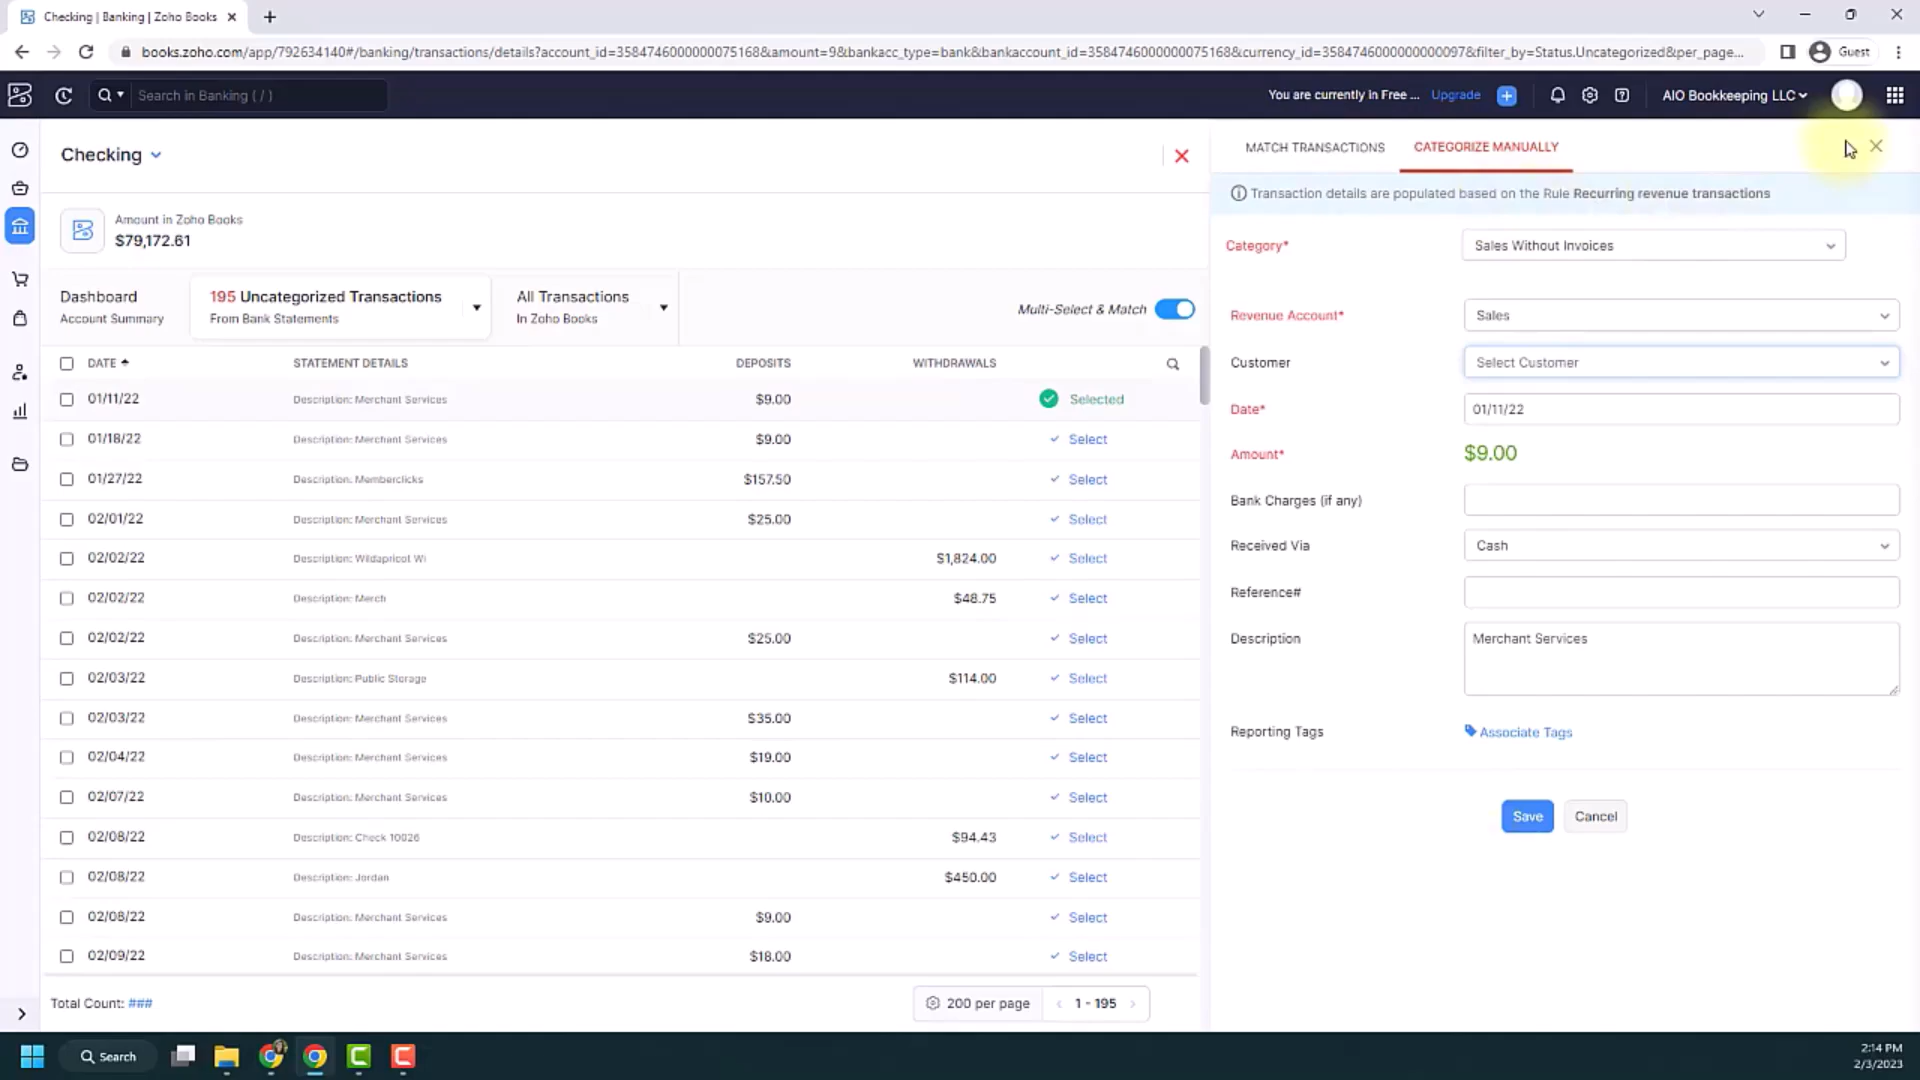 Checking | Banking | Zoho Books
books.zoho.com/app/792634140#/banking/transactions/details?account_id=3584746000000075168&amount=9&bankacc_type=bank&bankaccount_id=3584746000000075168&currency_id=3584746000000000097&filter_by=Status.Uncategorized&per_page...
Guest
Search in Banking ( / )
You are currently in Free ...
Upgrade
AIO Bookkeeping LLC
Checking
Amount in Zoho Books
$79,172.61
Dashboard
Account Summary
195 Uncategorized Transactions
From Bank Statements
All Transactions
In Zoho Books
Multi-Select & Match
DATE STATEMENT DETAILS DEPOSITS WITHDRAWALS
01/11/22 Description: Merchant Services $9.00 Selected
01/18/22 Description: Merchant Services $9.00 Select
01/27/22 Description: Memberclicks $157.50 Select
02/01/22 Description: Merchant Services $25.00 Select
02/02/22 Description: Wildapricot Wi $1,824.00 Select
02/02/22 Description: Merch $48.75 Select
02/02/22 Description: Merchant Services $25.00 Select
02/03/22 Description: Public Storage $114.00 Select
02/03/22 Description: Merchant Services $35.00 Select
02/04/22 Description: Merchant Services $19.00 Select
02/07/22 Description: Merchant Services $10.00 Select
02/08/22 Description: Check 10026 $94.43 Select
02/08/22 Description: Jordan $450.00 Select
02/08/22 Description: Merchant Services $9.00 Select
02/09/22 Description: Merchant Services $18.00 Select
Total Count: ###
200 per page
1 - 195
MATCH TRANSACTIONS
CATEGORIZE MANUALLY
Transaction details are populated based on the Rule Recurring revenue transactions
Category* Sales Without Invoices
Revenue Account* Sales
Customer Select Customer
Date* 01/11/22
Amount* $9.00
Bank Charges (if any)
Received Via Cash
Reference#
Description Merchant Services
Reporting Tags Associate Tags
Save
Cancel
Search
2:14 PM
2/3/2023